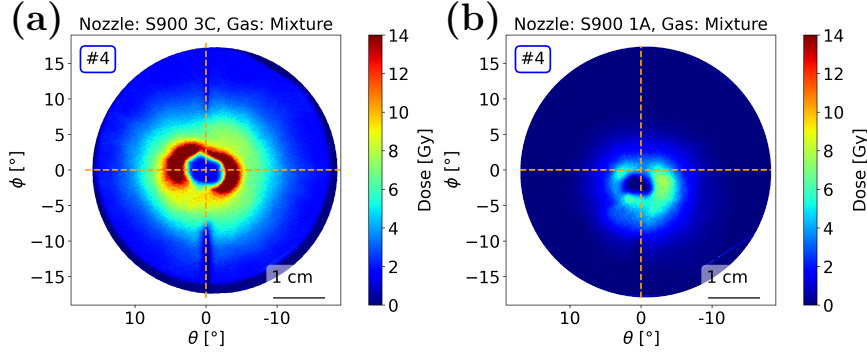 (a)
Nozzle: S900 3C, Gas: Mixture
#4
15
10
5
0
−5
−10
−15
ϕ [°]
10 0 -10
θ [°]
1 cm
14
12
10
8
6
4
2
0
Dose [Gy]
(b)
Nozzle: S900 1A, Gas: Mixture
#4
15
10
5
0
−5
−10
−15
ϕ [°]
10 0 -10
θ [°]
1 cm
14
12
10
8
6
4
2
0
Dose [Gy]